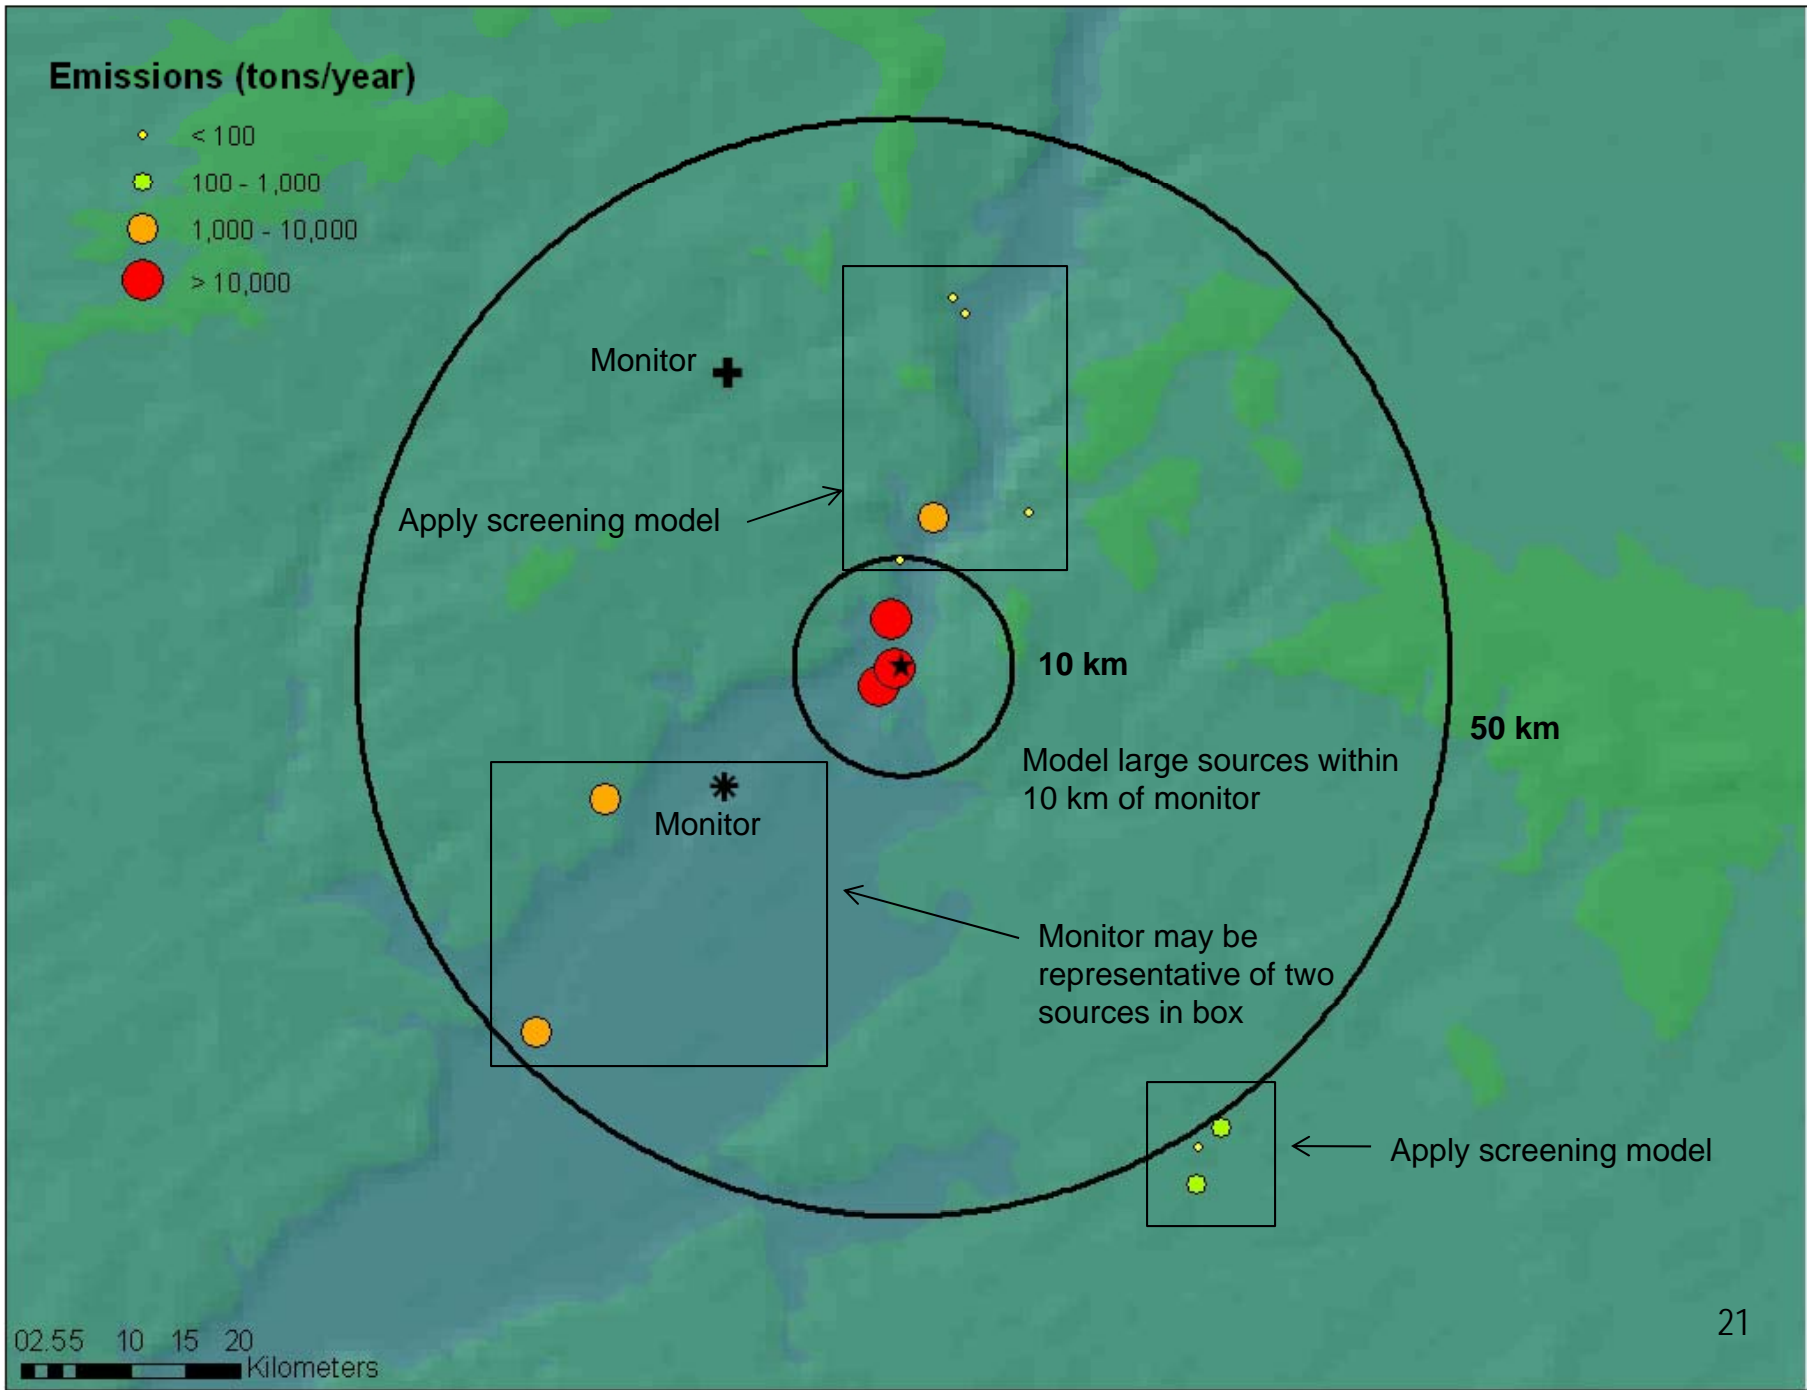 Emissions (tons/year)
< 100
100 - 1,000
1,000 - 10,000
> 10,000
Monitor
Apply screening model
10 km
50 km
Model large sources within
10 km of monitor
Monitor
Monitor may be
representative of two
sources in box
Apply screening model
02.55 10 15 20
Kilometers
21